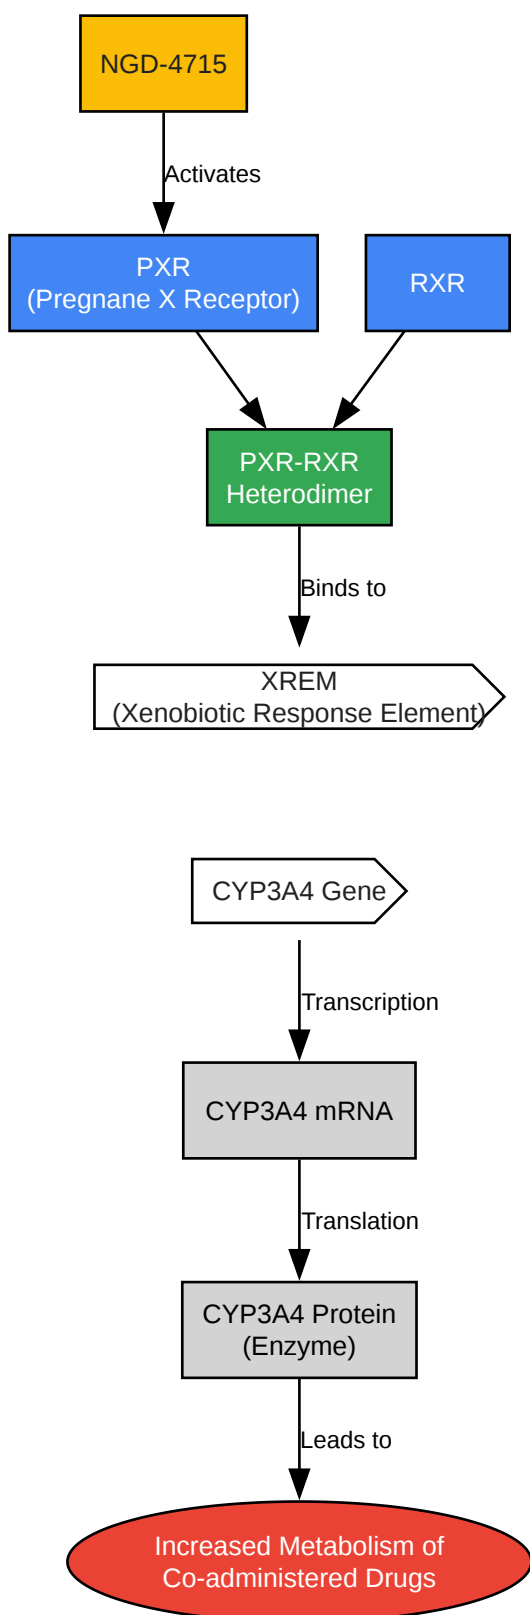 NGD-4715
Activates
PXR
(Pregnane X Receptor)
RXR
PXR-RXR
Heterodimer
Binds to
XREM
(Xenobiotic Response Element)
CYP3A4 Gene
Transcription
CYP3A4 mRNA
Translation
CYP3A4 Protein
(Enzyme)
Leads to
Increased Metabolism of
Co-administered Drugs